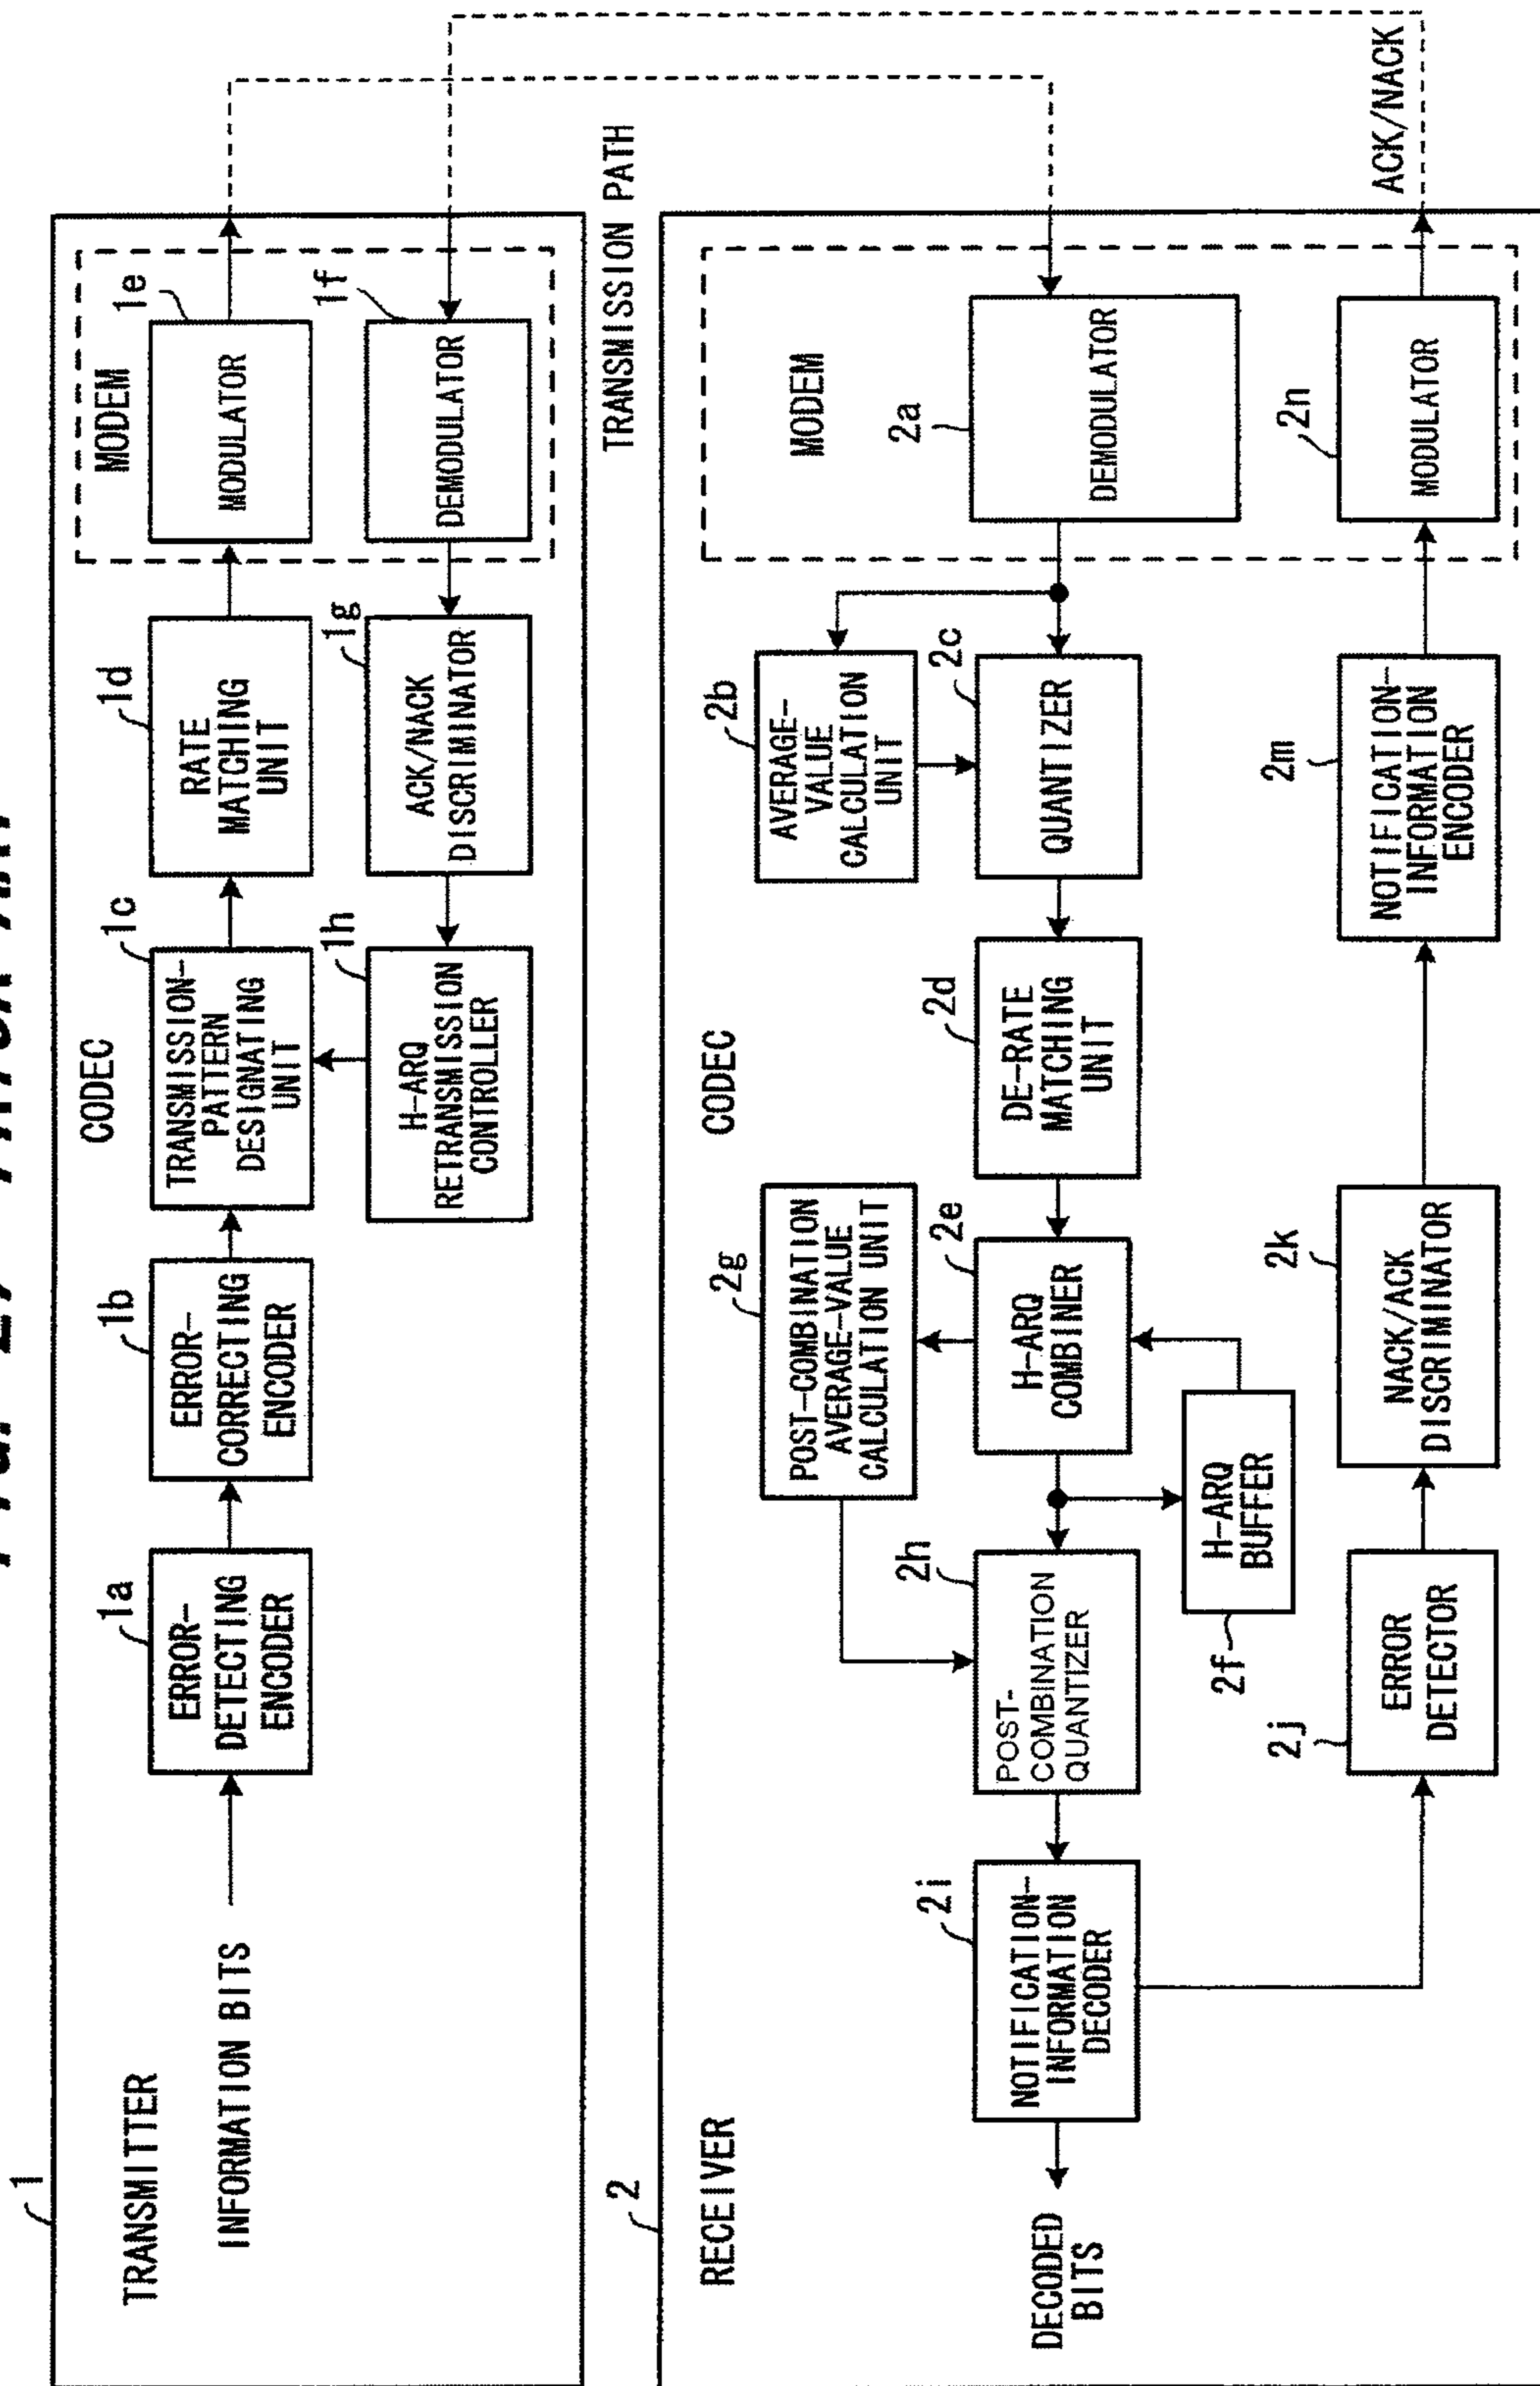 1
TRANSMITTER
INFORMATION BITS
CODEC
1a
ERROR-
DETECTING
ENCODER
1b
ERROR-
CORRECTING
ENCODER
1c
TRANSMISSION-
PATTERN
DESIGNATING
UNIT
1d
RATE
MATCHING
UNIT
MODEM
1e
MODULATOR
1f
DEMODULATOR
1g
ACK/NACK
DISCRIMINATOR
1h
H-ARQ
RETRANSMISSION
CONTROLLER
TRANSMISSION PATH
2
RECEIVER
CODEC
MODEM
2a
DEMODULATOR
2b
AVERAGE-
VALUE
CALCULATION
UNIT
2c
QUANTIZER
2d
DE-RATE
MATCHING
UNIT
2e
H-ARQ
COMBINER
2f
H-ARQ
BUFFER
2g
POST-COMBINATION
AVERAGE-VALUE
CALCULATION UNIT
2h
POST-
COMBINATION
QUANTIZER
2i
NOTIFICATION-
INFORMATION
DECODER
DECODED
BITS
2j
ERROR
DETECTOR
2k
NACK/ACK
DISCRIMINATOR
2m
NOTIFICATION-
INFORMATION
ENCODER
2n
MODULATOR
ACK/NACK